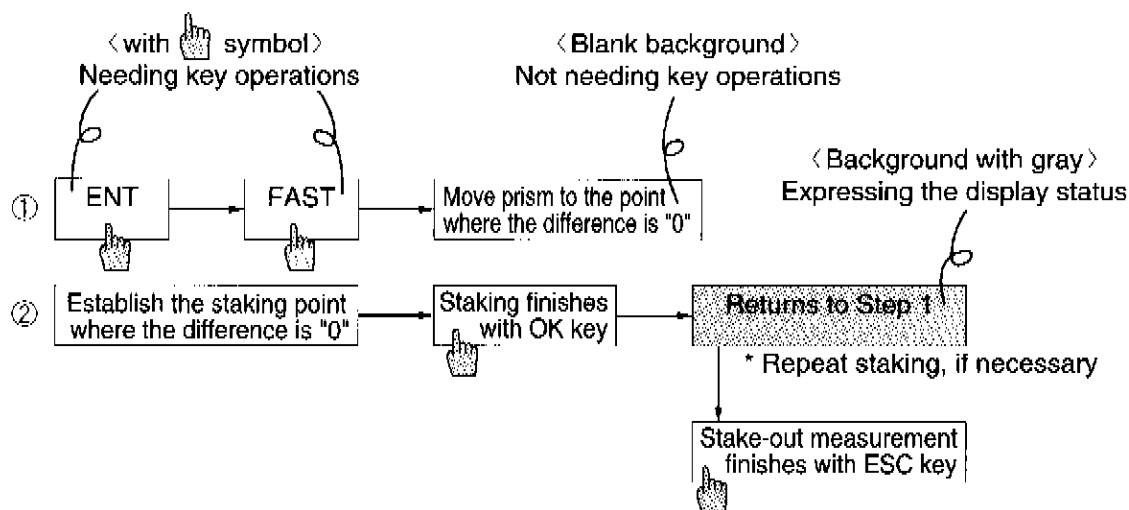 〈with symbol〉
Needing key operations
〈Blank background〉
Not needing key operations
〈Background with gray〉
Expressing the display status
① ENT
FAST
Move prism to the point
where the difference is "0"
② Establish the staking point
where the difference is "0"
Staking finishes
with OK key
Returns to Step 1
* Repeat staking, if necessary
Stake-out measurement
finishes with ESC key